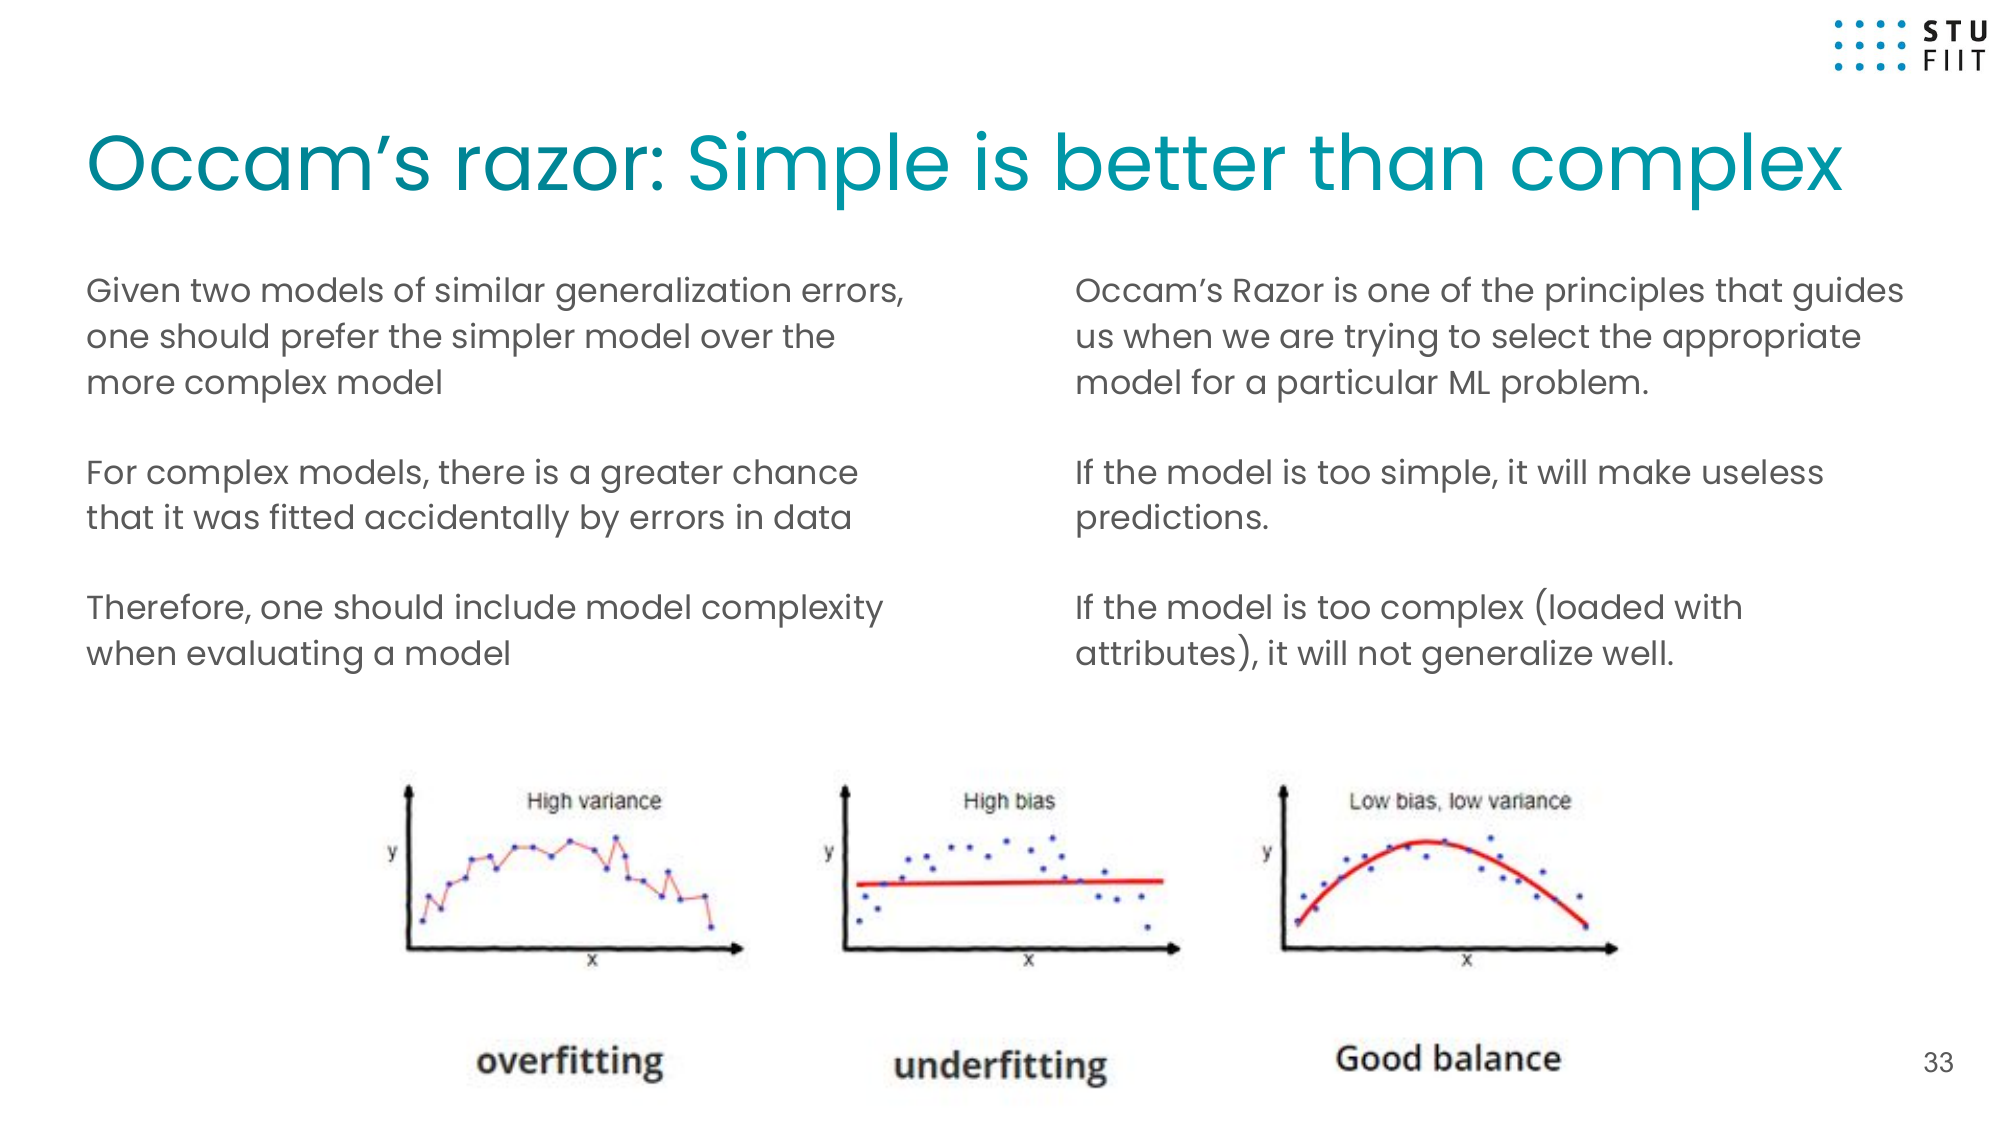 STU
FIIT
Occam’s razor: Simple is better than complex
Given two models of similar generalization errors,
one should prefer the simpler model over the
more complex model
For complex models, there is a greater chance
that it was fitted accidentally by errors in data
Therefore, one should include model complexity
when evaluating a model
Occam’s Razor is one of the principles that guides
us when we are trying to select the appropriate
model for a particular ML problem.
If the model is too simple, it will make useless
predictions.
If the model is too complex (loaded with
attributes), it will not generalize well.
High variance
y
x
overfitting
High bias
y
x
underfitting
Low bias, low variance
y
x
Good balance
33